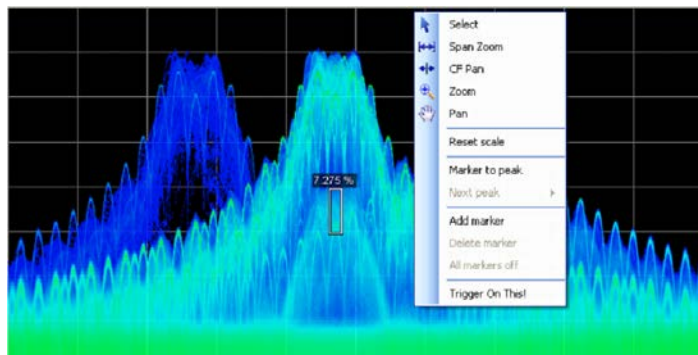 Select
Span Zoom
CF Pan
Zoom
Pan
Reset scale
Marker to peak
Next peak
Add marker
Delete marker
All markers off
Trigger On This!
7.275 %